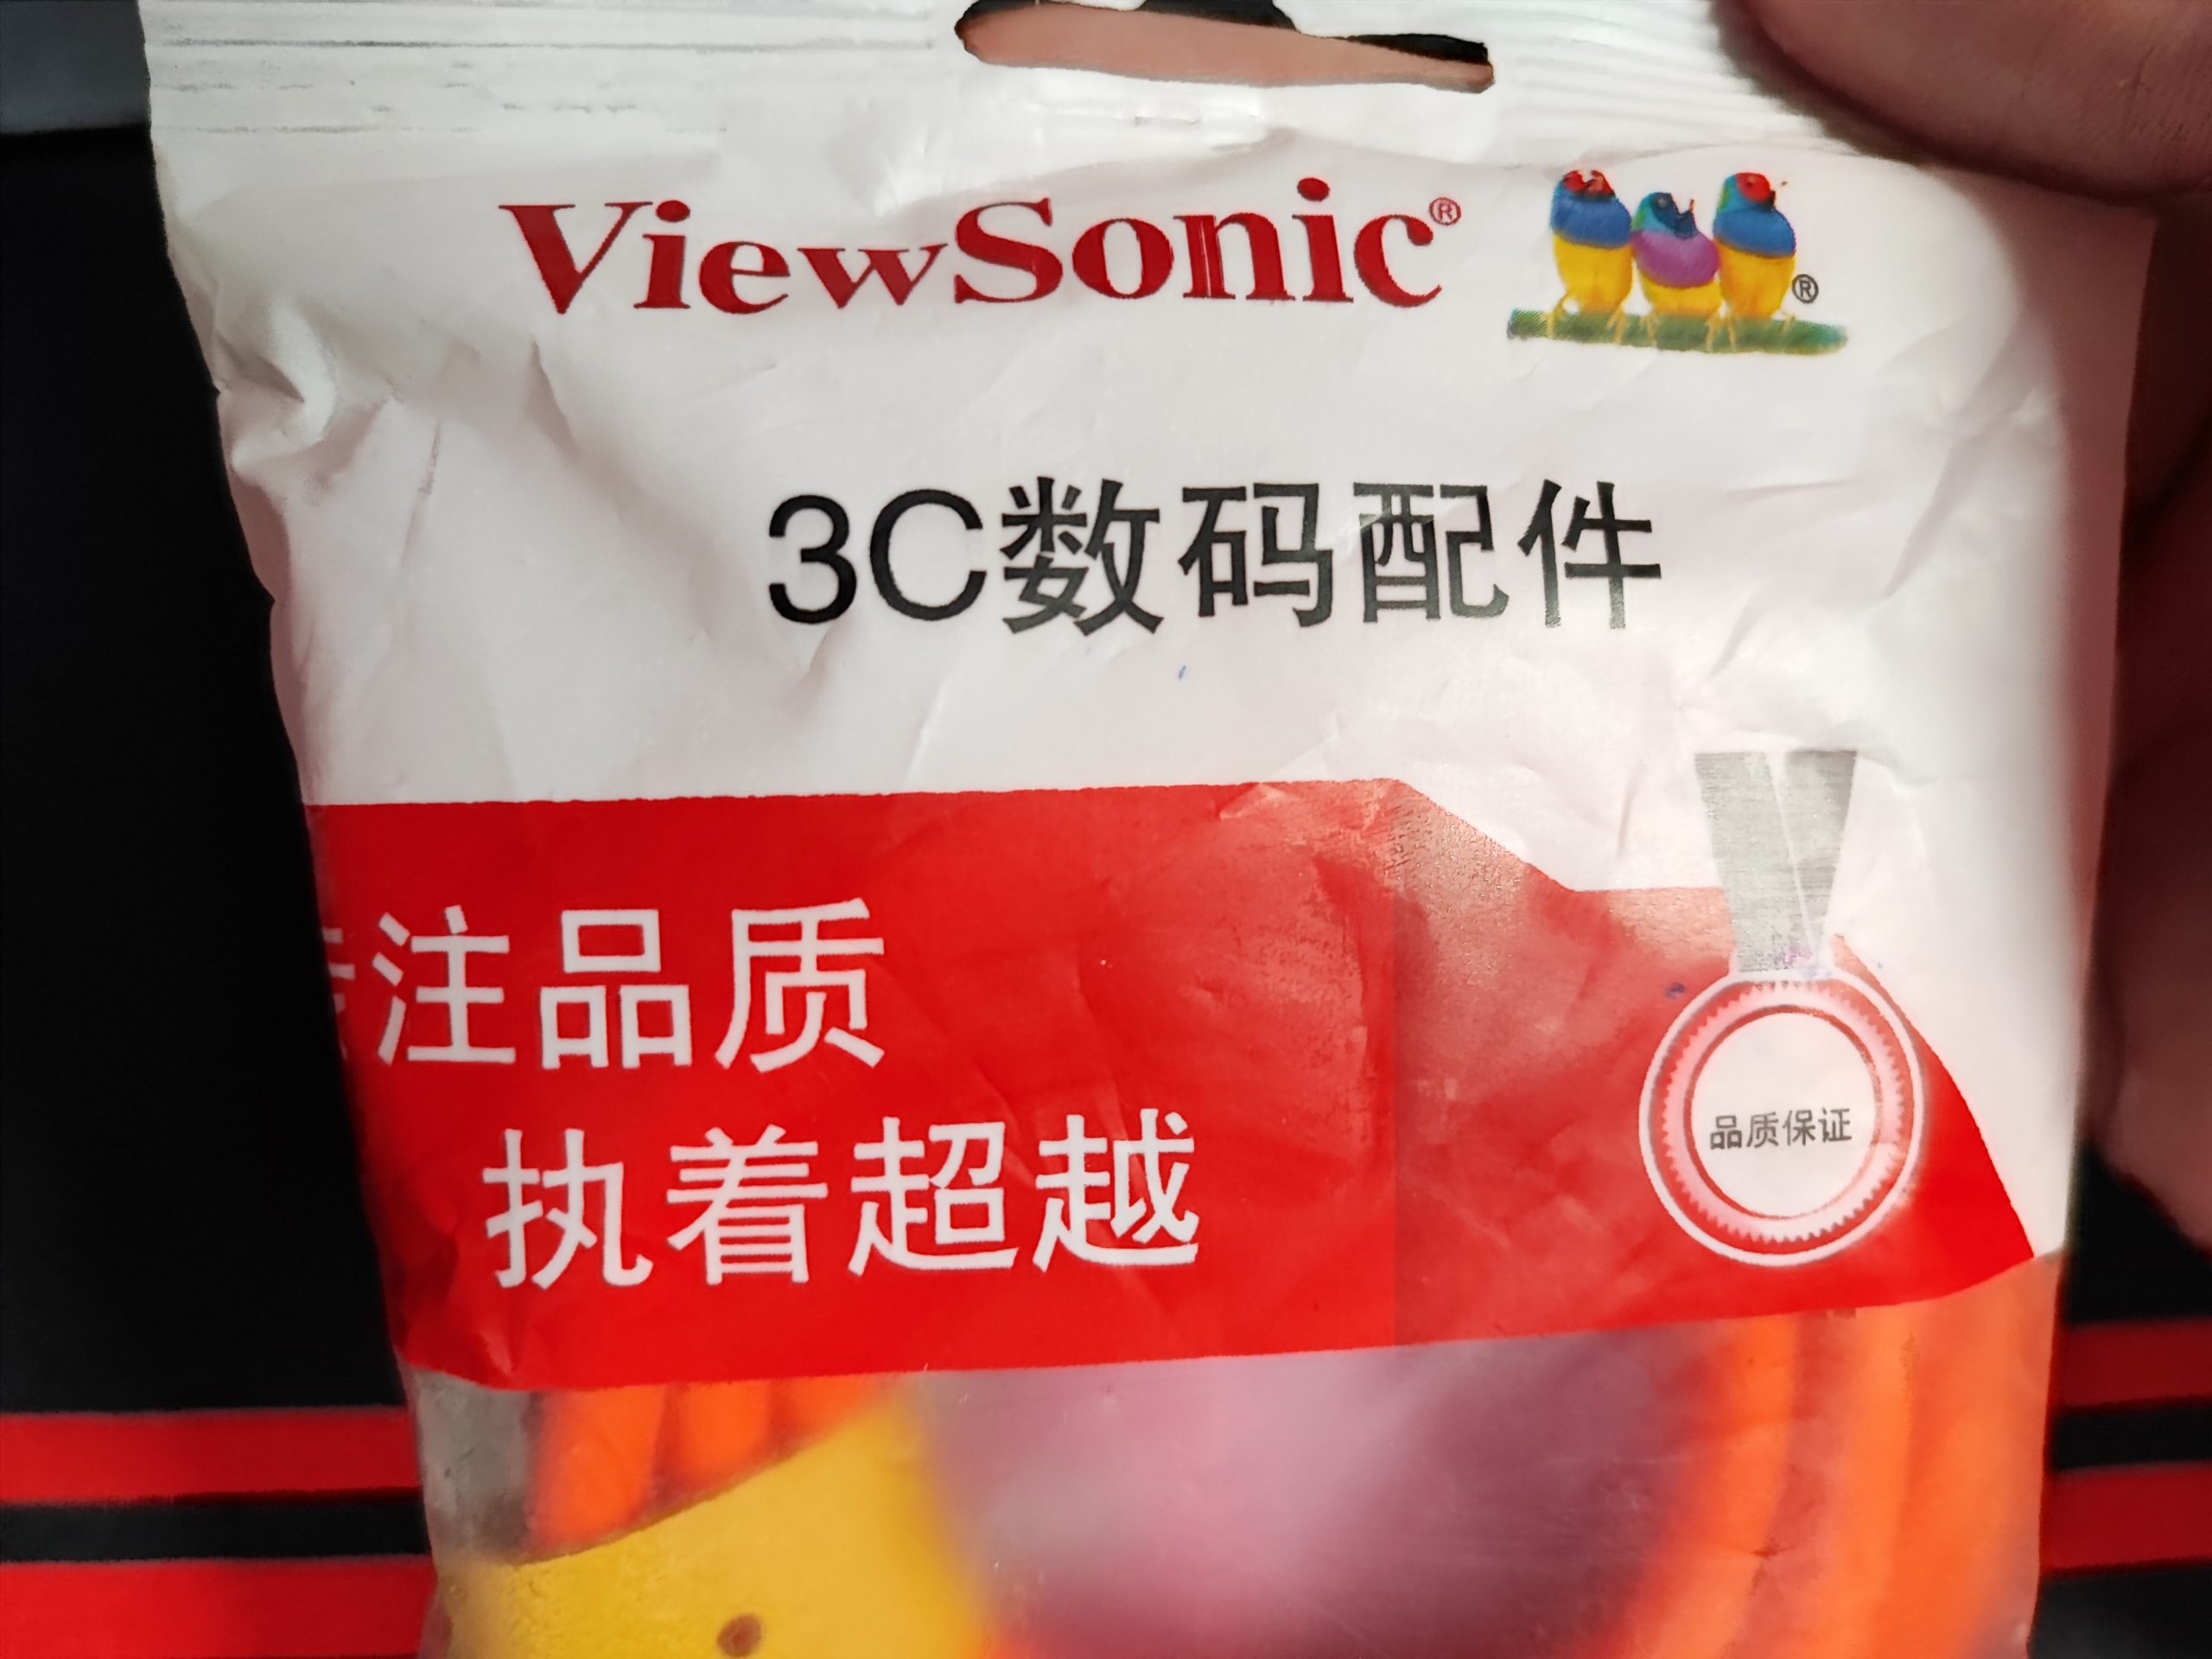 ViewSonic®
®
3C数码配件
注品质
执着超越
品质保证